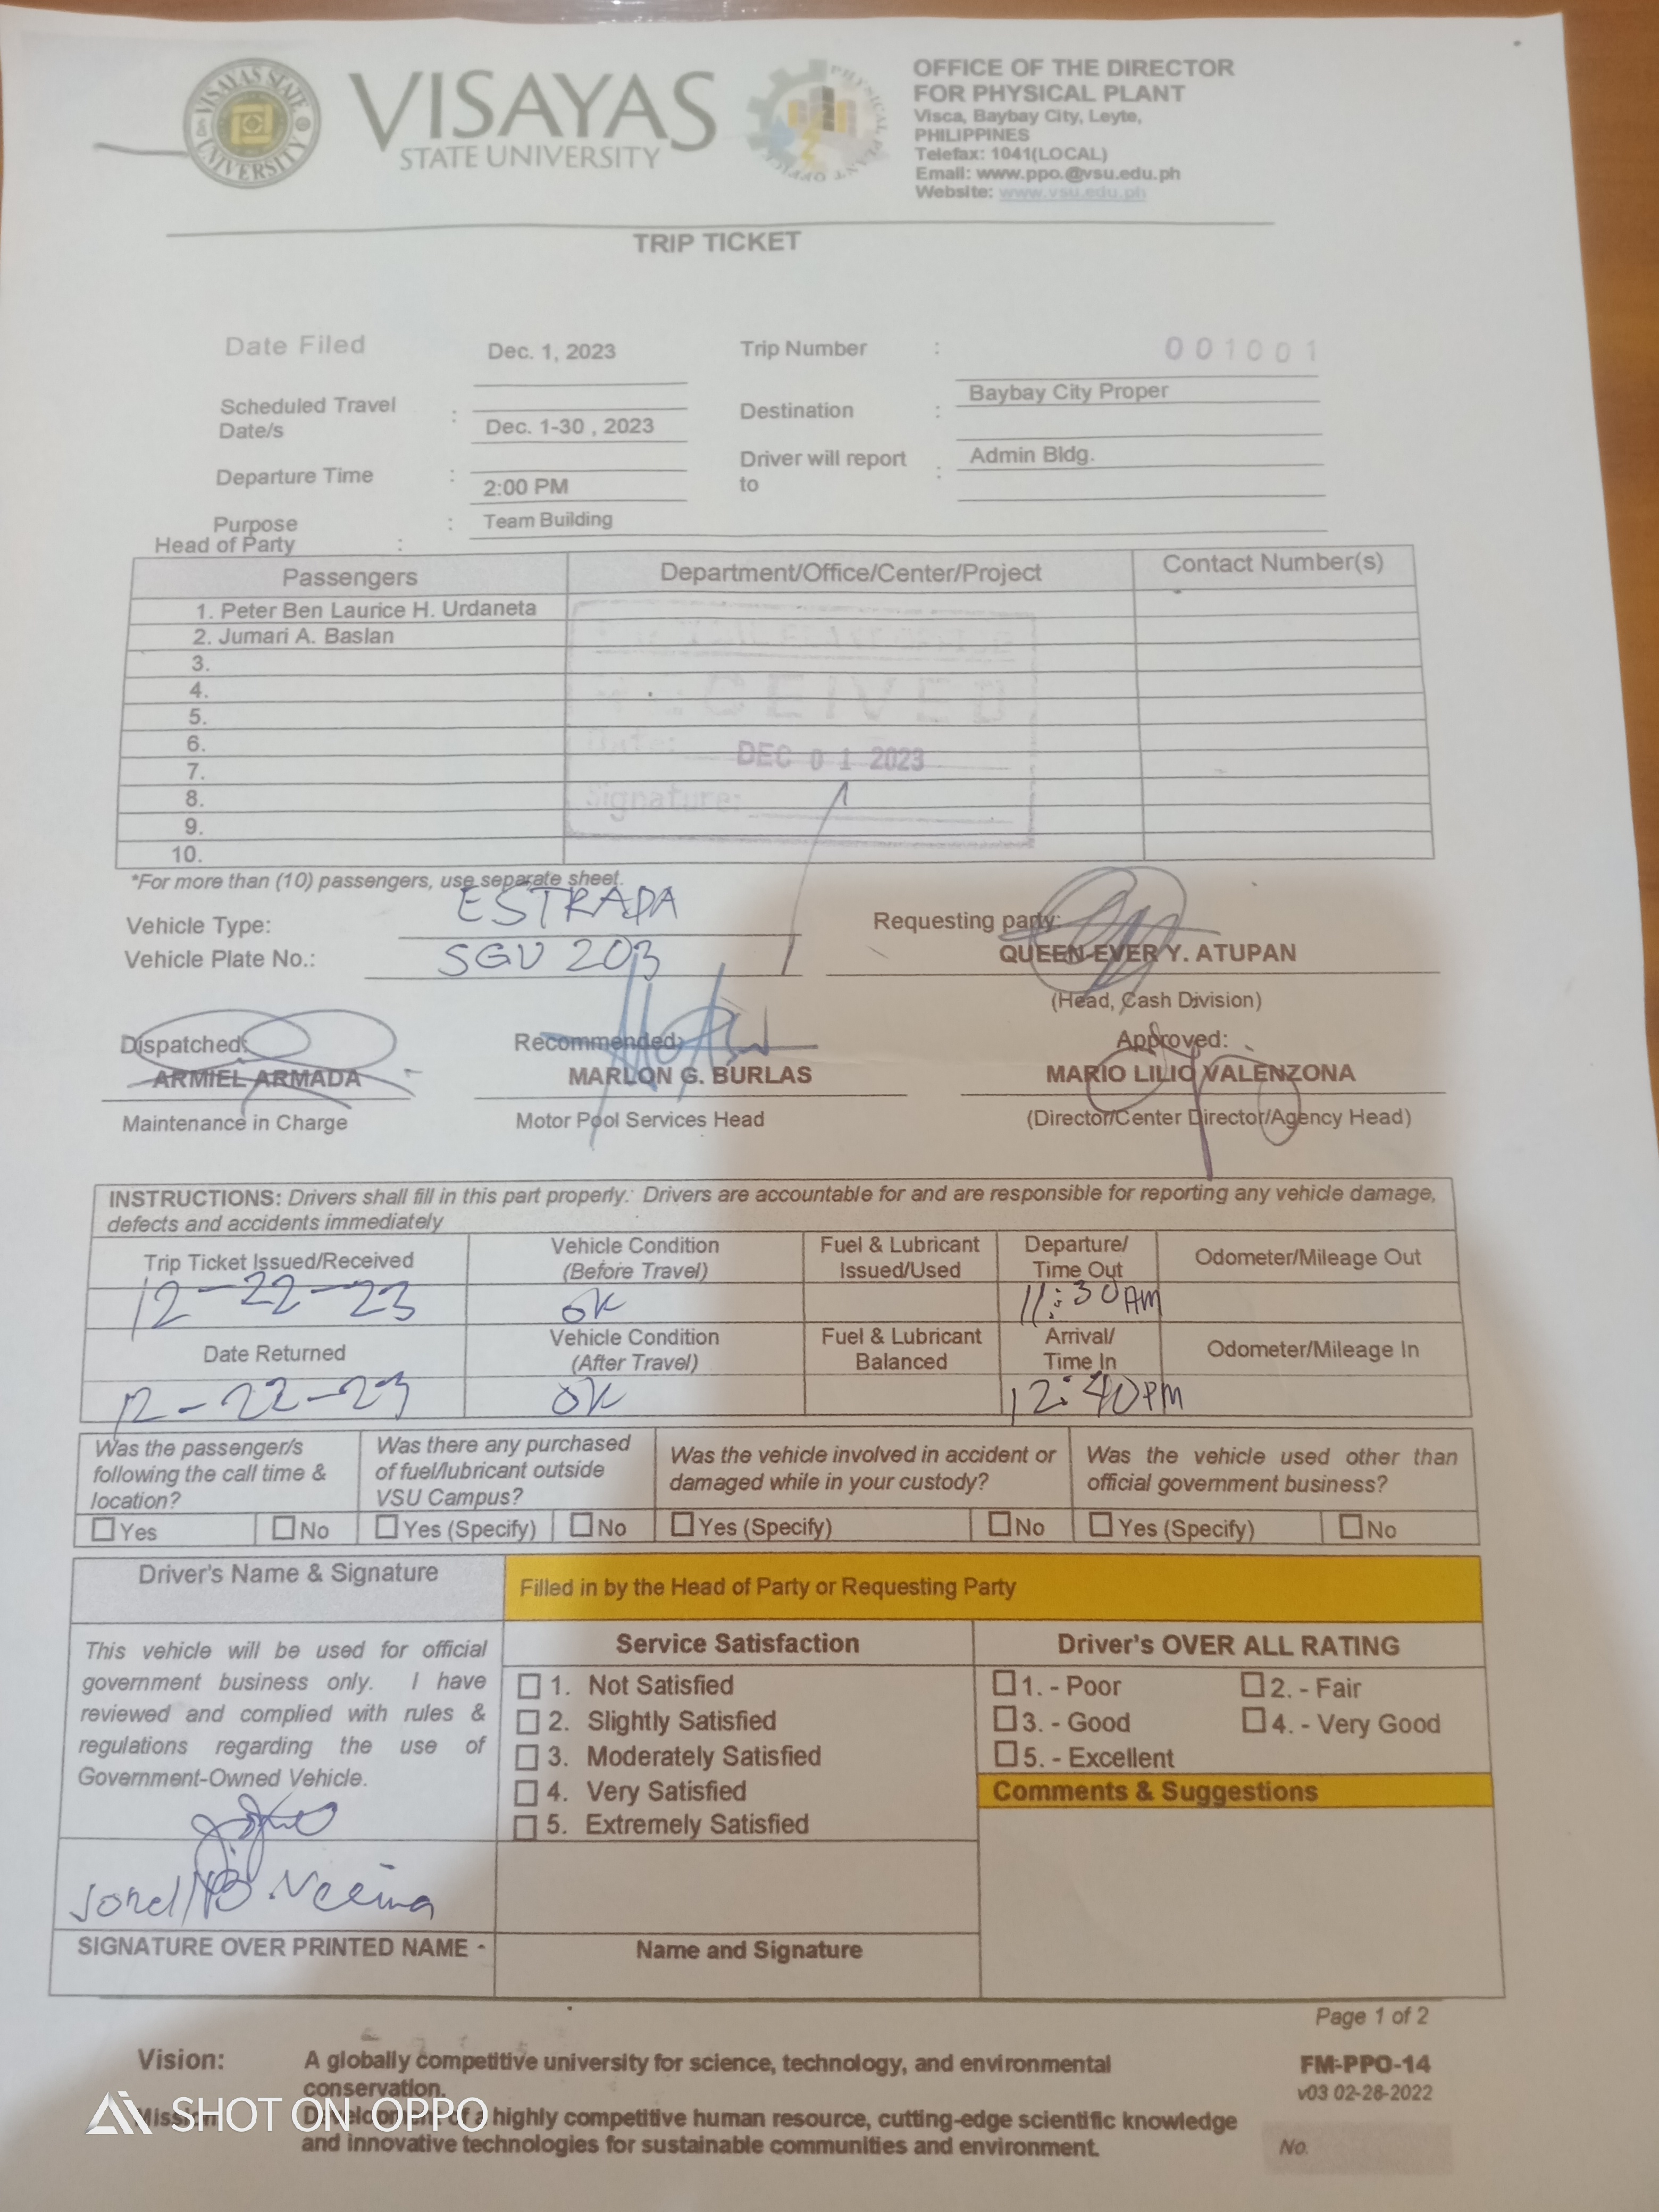 VISAYAS STATE UNIVERSITY
VISAYAS
STATE UNIVERSITY
PHYSICAL PLANT OFFICE
OFFICE OF THE DIRECTOR
FOR PHYSICAL PLANT
Visca, Baybay City, Leyte,
PHILIPPINES
Telefax: 1041(LOCAL)
Email: www.ppo.@vsu.edu.ph
Website: www.vsu.edu.ph
TRIP TICKET
Date Filed Dec. 1, 2023 Trip Number : 001001
Scheduled Travel Date/s : Dec. 1-30 , 2023 Destination : Baybay City Proper
Departure Time : 2:00 PM Driver will report to : Admin Bldg.
Purpose : Team Building
Head of Party :
Passengers Department/Office/Center/Project Contact Number(s)
1. Peter Ben Laurice H. Urdaneta
2. Jumari A. Baslan
3.
4.
5.
6.
7.
8.
9.
10.
RECEIVED
Date: DEC 01 2023
Signature:
*For more than (10) passengers, use separate sheet.
Vehicle Type: ESTRADA Requesting party:
Vehicle Plate No.: SGV 203 QUEEN-EVER Y. ATUPAN
(Head, Cash Division)
Dispatched: Recommended: Approved:
ARMIEL ARMADA MARLON G. BURLAS MARIO LILIO VALENZONA
Maintenance in Charge Motor Pool Services Head (Director/Center Director/Agency Head)
INSTRUCTIONS: Drivers shall fill in this part properly. Drivers are accountable for and are responsible for reporting any vehicle damage,
defects and accidents immediately
Trip Ticket Issued/Received Vehicle Condition (Before Travel) Fuel & Lubricant Issued/Used Departure/ Time Out Odometer/Mileage Out
12-22-23 OK 11:30 AM
Date Returned Vehicle Condition (After Travel) Fuel & Lubricant Balanced Arrival/ Time In Odometer/Mileage In
12-22-23 OK 12:40 PM
Was the passenger/s following the call time & location? Was there any purchased of fuel/lubricant outside VSU Campus? Was the vehicle involved in accident or damaged while in your custody? Was the vehicle used other than official government business?
Yes No Yes (Specify) No Yes (Specify) No Yes (Specify) No
Driver's Name & Signature
Filled in by the Head of Party or Requesting Party
This vehicle will be used for official
government business only. I have
reviewed and complied with rules &
regulations regarding the use of
Government-Owned Vehicle.
SIGNATURE OVER PRINTED NAME -
Service Satisfaction
1. Not Satisfied
2. Slightly Satisfied
3. Moderately Satisfied
4. Very Satisfied
5. Extremely Satisfied
Name and Signature
Driver's OVER ALL RATING
1. - Poor 2. - Fair
3. - Good 4. - Very Good
5. - Excellent
Comments & Suggestions
Page 1 of 2
Vision: A globally competitive university for science, technology, and environmental
conservation.
Mission: Development of a highly competitive human resource, cutting-edge scientific knowledge
and innovative technologies for sustainable communities and environment.
FM-PPO-14
v03 02-28-2022
No.
SHOT ON OPPO